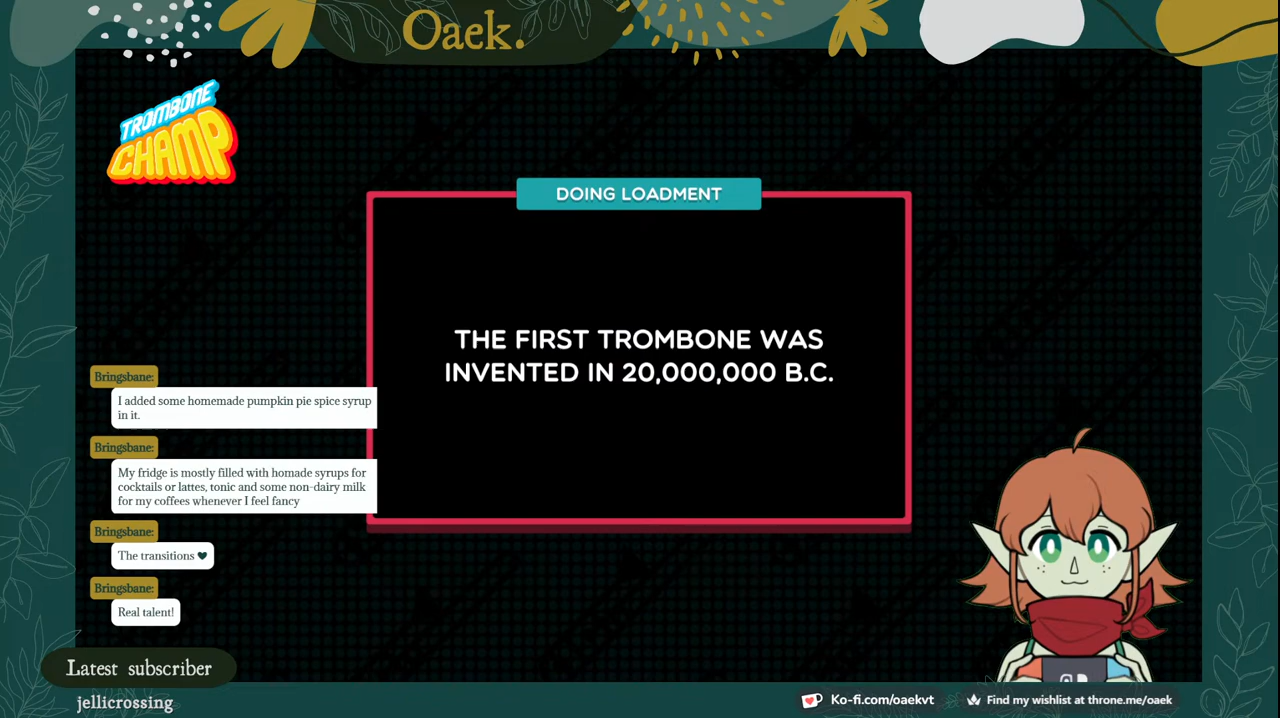 Oaek.
TROMBONE
CHAMP
DOING LOADMENT
THE FIRST TROMBONE WAS
INVENTED IN 20,000,000 B.C.
Bringsbane:
I added some homemade pumpkin pie spice syrup
in it.
Bringsbane:
My fridge is mostly filled with homade syrups for
cocktails or lattes, tonic and some non-dairy milk
for my coffees whenever I feel fancy
Bringsbane:
The transitions
Bringsbane:
Real talent!
Latest subscriber
jellicrossing
Ko-fi.com/oaekvt
Find my wishlist at throne.me/oaek